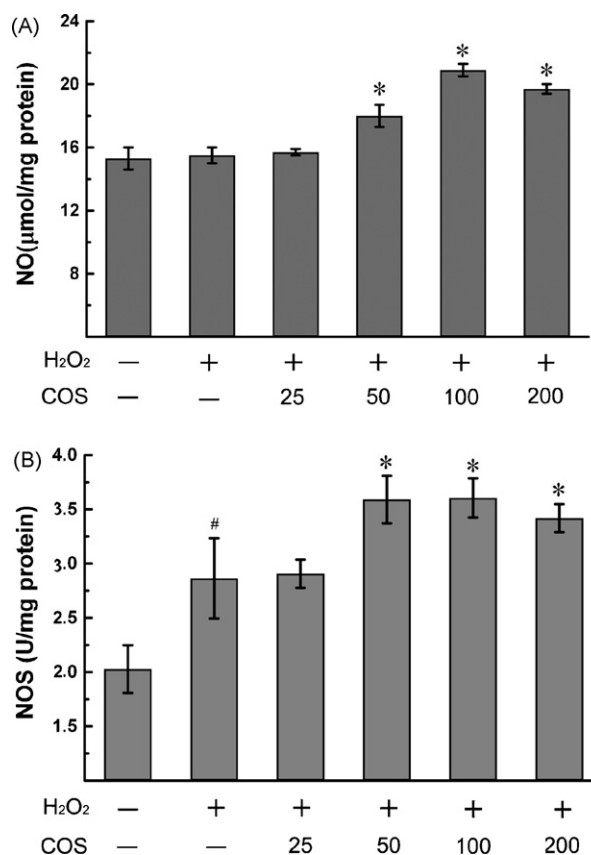 (A)
24
20
16
12
8
NO(μmol/mg protein)
* * *
H₂O₂ — + + + + +
COS — — 25 50 100 200
(B)
4.0
3.5
3.0
2.5
2.0
1.5
NOS (U/mg protein)
# * * *
H₂O₂ — + + + + +
COS — — 25 50 100 200